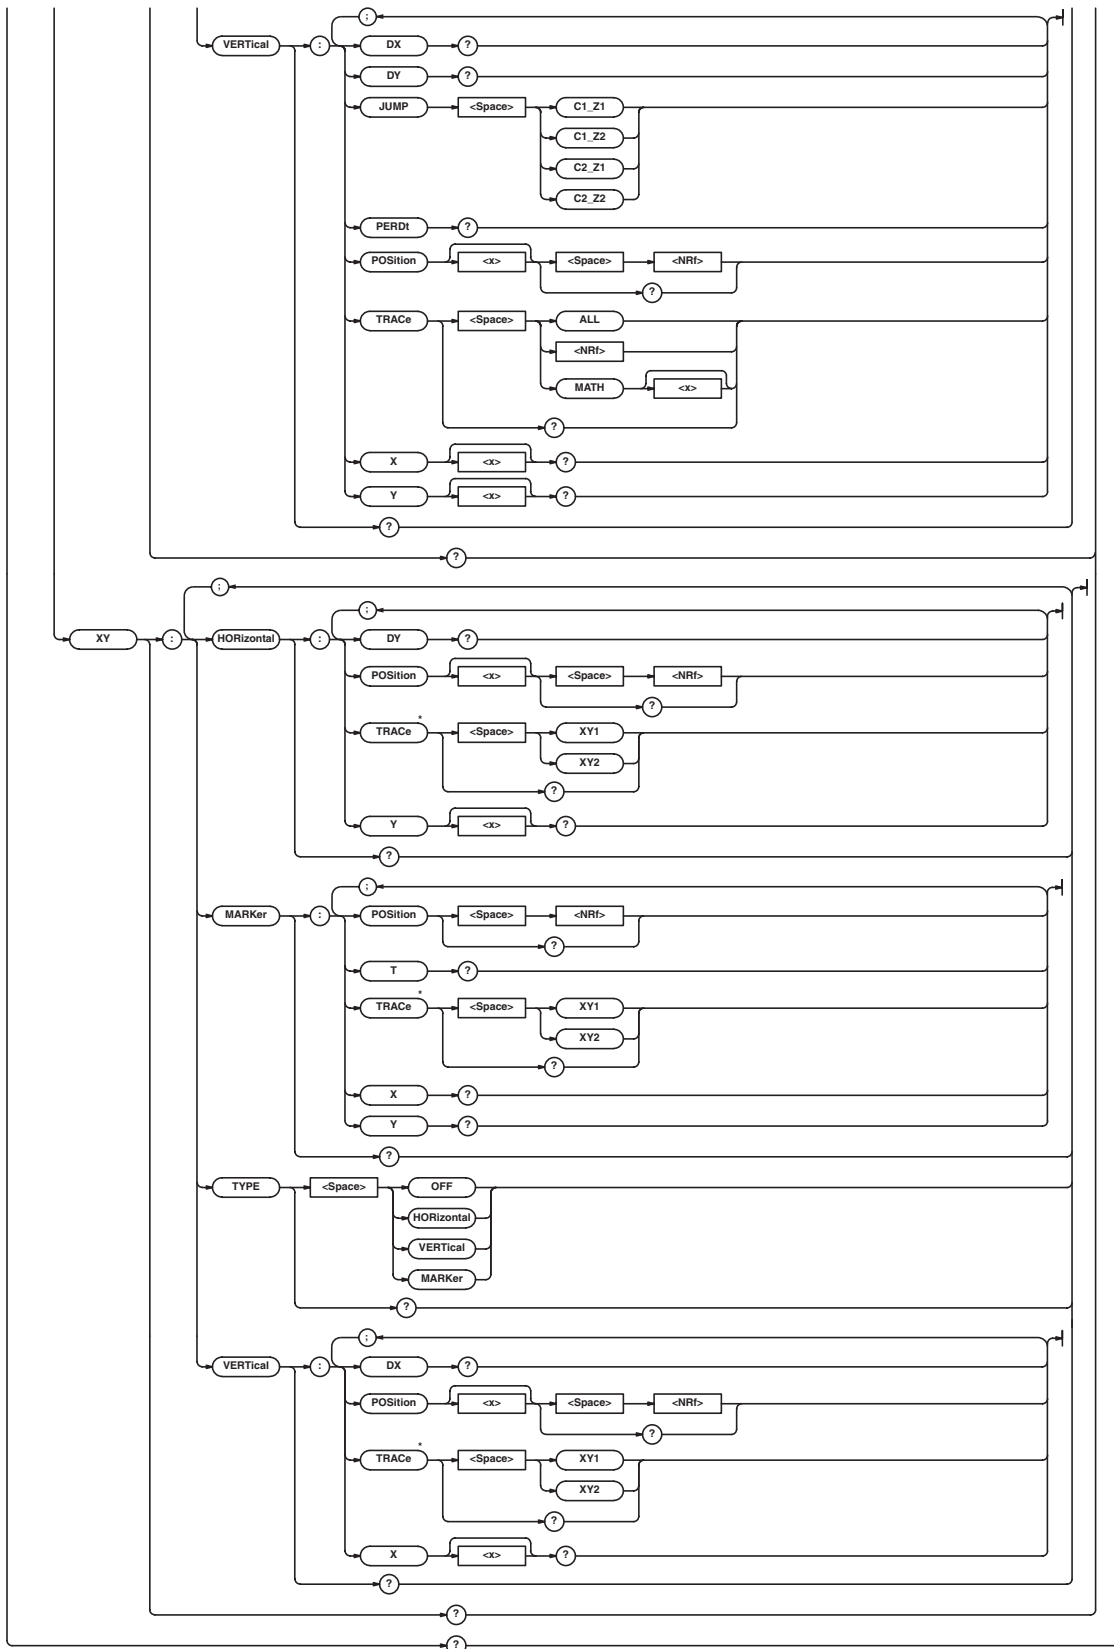 ;
VERTical : DX ?
DY ?
JUMP <Space> C1_Z1
C1_Z2
C2_Z1
C2_Z2
PERDt ?
POSition <x> <Space> <NRf>
?
TRACe <Space> ALL
<NRf>
MATH <x>
?
X <x> ?
Y <x> ?
?
?
;
;
XY : HORizontal : DY ?
POSition <x> <Space> <NRf>
?
TRACe* <Space> XY1
XY2
?
Y <x> ?
?
;
MARKer : POSition <Space> <NRf>
?
T ?
TRACe* <Space> XY1
XY2
?
X ?
Y ?
?
TYPE <Space> OFF
HORizontal
VERTical
MARKer
?
;
VERTical : DX ?
POSition <x> <Space> <NRf>
?
TRACe* <Space> XY1
XY2
?
X <x> ?
?
?
?